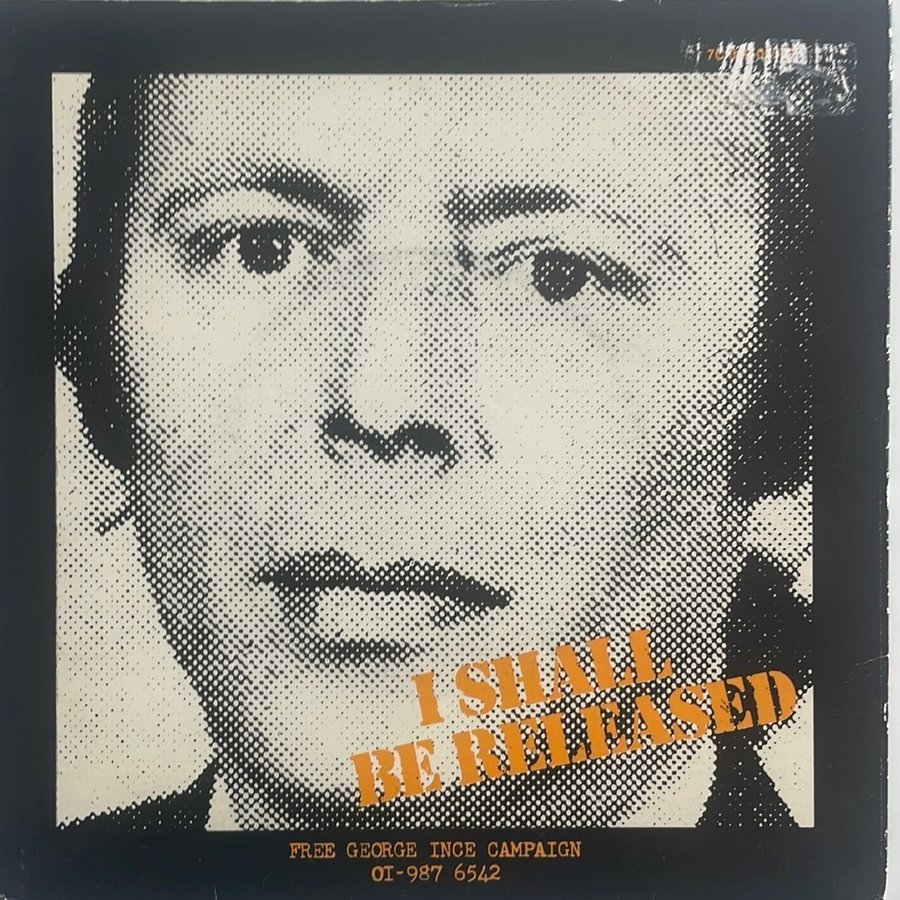 I SHALL
BE RELEASED
FREE GEORGE INCE CAMPAIGN
01-987 6542